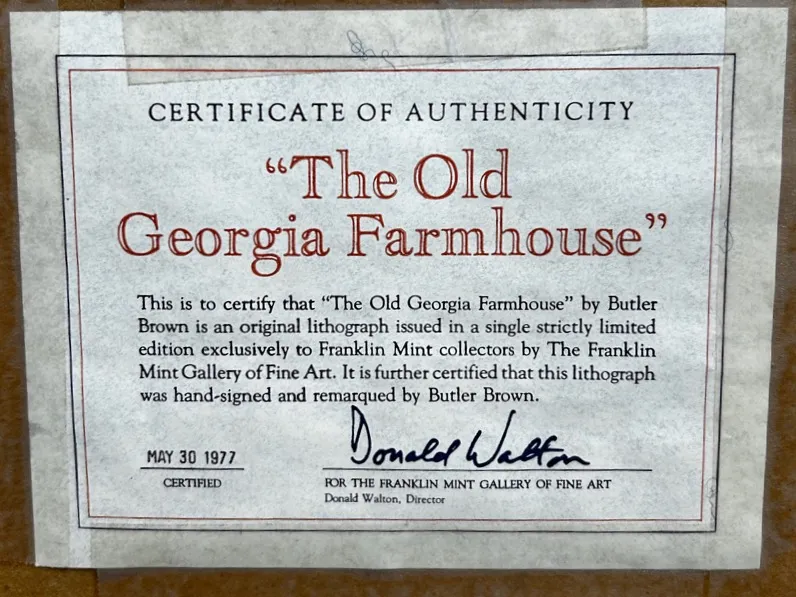 CERTIFICATE OF AUTHENTICITY
“The Old
Georgia Farmhouse”
This is to certify that “The Old Georgia Farmhouse” by Butler
Brown is an original lithograph issued in a single strictly limited
edition exclusively to Franklin Mint collectors by The Franklin
Mint Gallery of Fine Art. It is further certified that this lithograph
was hand-signed and remarqued by Butler Brown.
Donald Walton
MAY 30 1977
CERTIFIED
FOR THE FRANKLIN MINT GALLERY OF FINE ART
Donald Walton, Director